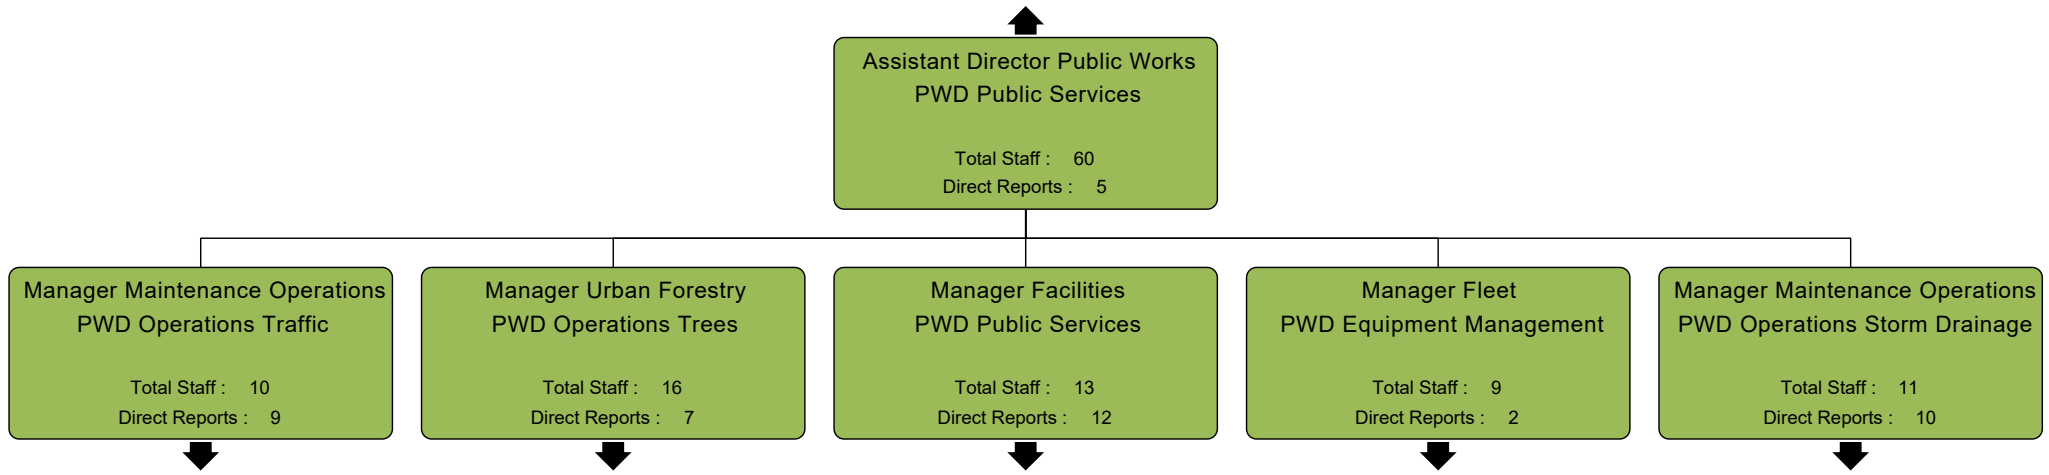 Assistant Director Public Works
PWD Public Services
Total Staff : 60
Direct Reports : 5
Manager Maintenance Operations
PWD Operations Traffic
Total Staff : 10
Direct Reports : 9
Manager Urban Forestry
PWD Operations Trees
Total Staff : 16
Direct Reports : 7
Manager Facilities
PWD Public Services
Total Staff : 13
Direct Reports : 12
Manager Fleet
PWD Equipment Management
Total Staff : 9
Direct Reports : 2
Manager Maintenance Operations
PWD Operations Storm Drainage
Total Staff : 11
Direct Reports : 10